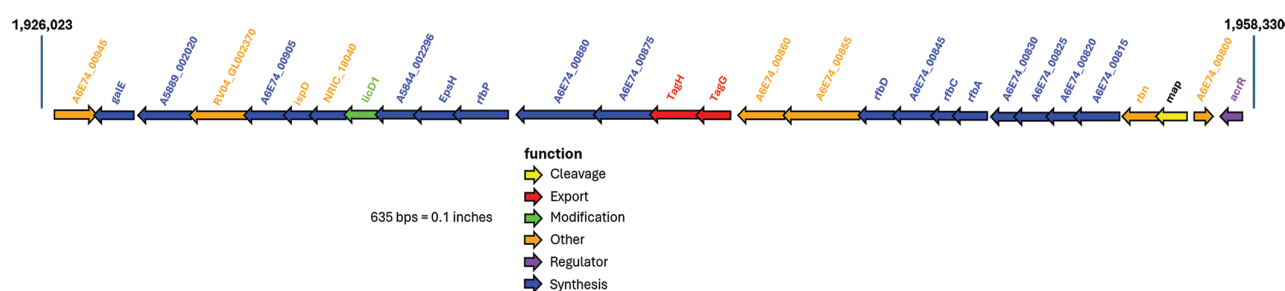 1,926,023
1,958,330
A6E74_00945
galE
A5889_002020
RV04_GL002370
A6E74_00905
ispD
NRIC_18040
licD1
A5844_002296
EpsH
rfbP
A6E74_00880
A6E74_00875
TagH
TagG
A6E74_00860
A6E74_00855
rfbD
A6E74_00845
rfbC
rfbA
A6E74_00830
A6E74_00825
A6E74_00820
A6E74_00815
rbn
map
A6E74_00800
acrR
function
Cleavage
Export
635 bps = 0.1 inches
Modification
Other
Regulator
Synthesis